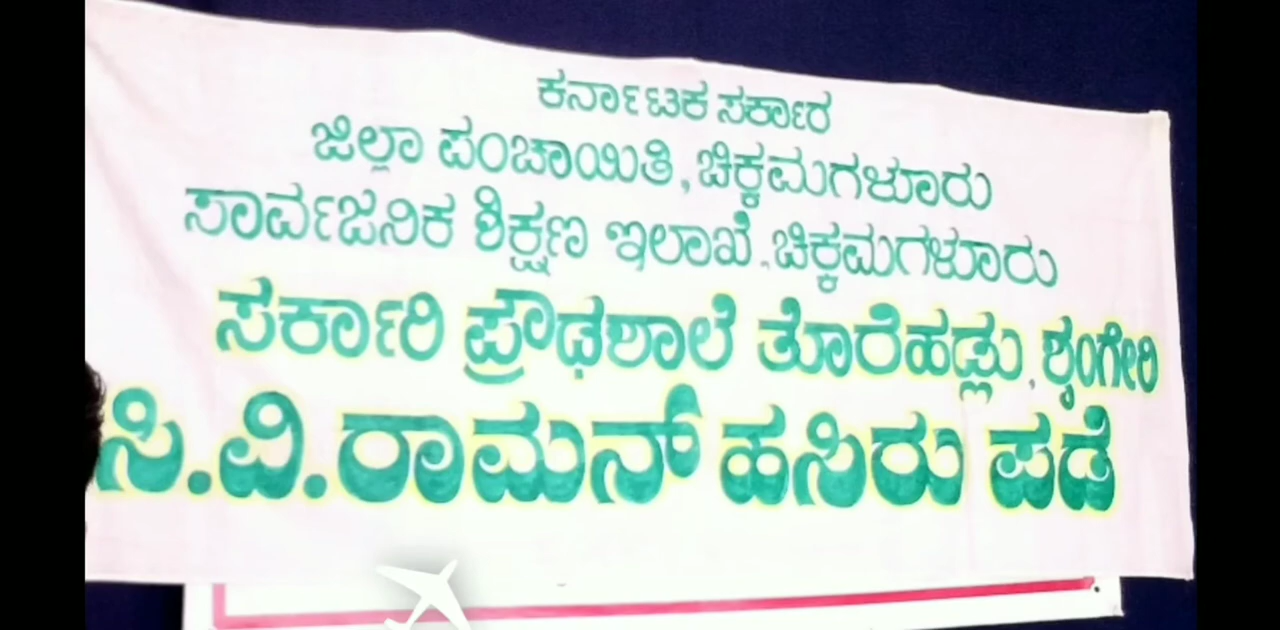 ಕರ್ನಾಟಕ ಸರ್ಕಾರ
ಜಿಲ್ಲಾ ಪಂಚಾಯಿತಿ, ಚಿಕ್ಕಮಗಳೂರು
ಸಾರ್ವಜನಿಕ ಶಿಕ್ಷಣ ಇಲಾಖೆ. ಚಿಕ್ಕಮಗಳೂರು
ಸರ್ಕಾರಿ ಪ್ರೌಢಶಾಲೆ ತೊರೆಹಡ್ಲು, ಶೃಂಗೇರಿ
ಸಿ.ವಿ.ರಾಮನ್ ಹಸಿರು ಪಡೆ